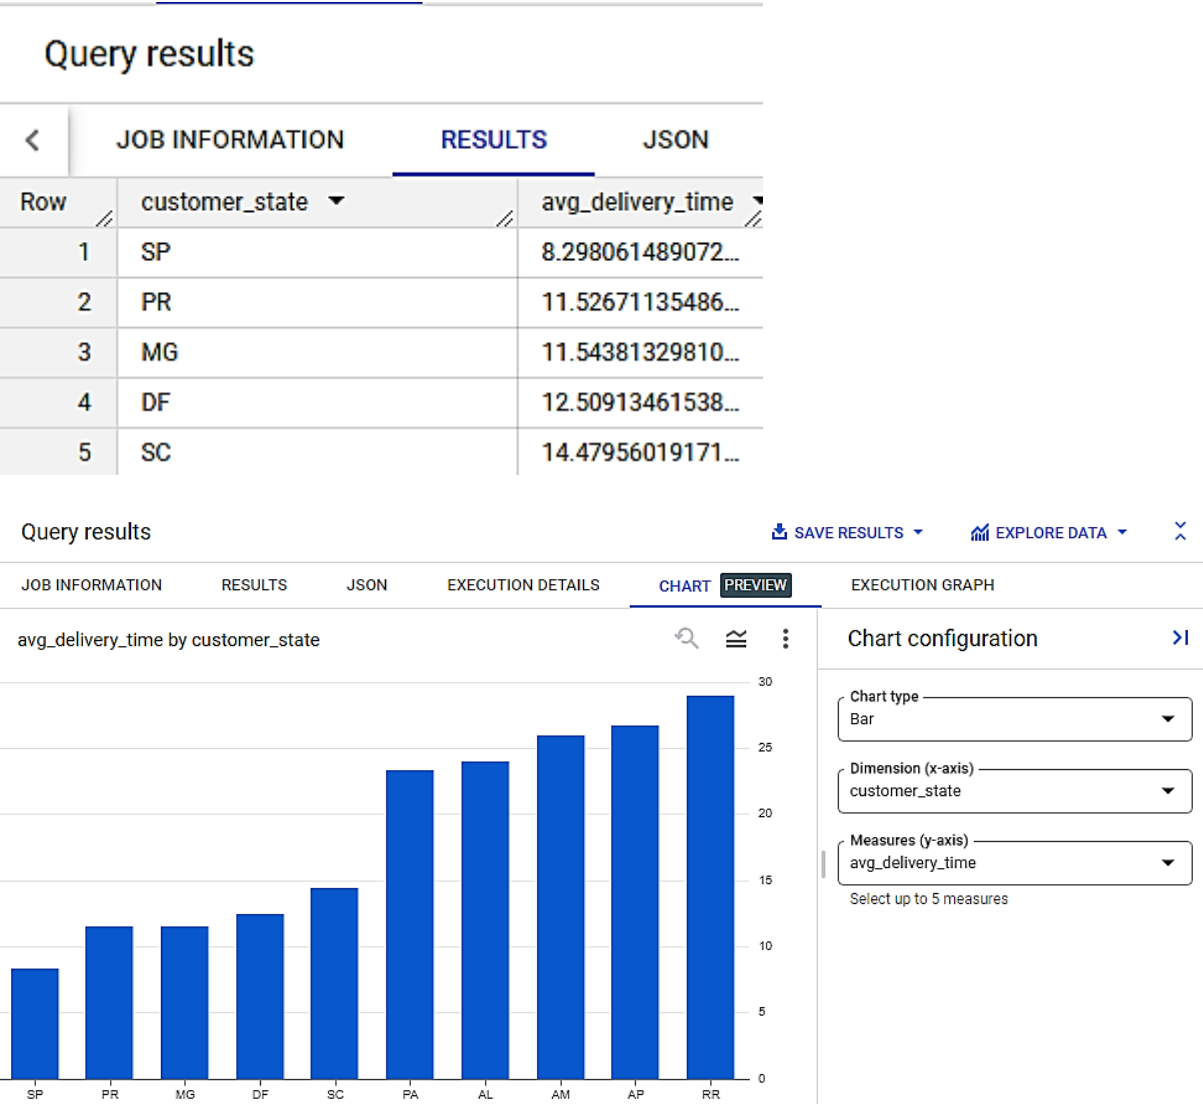 Query results
JOB INFORMATION RESULTS JSON
Row customer_state avg_delivery_time
1 SP 8.298061489072...
2 PR 11.52671135486...
3 MG 11.54381329810...
4 DF 12.50913461538...
5 SC 14.47956019171...
Query results SAVE RESULTS EXPLORE DATA
JOB INFORMATION RESULTS JSON EXECUTION DETAILS CHART PREVIEW EXECUTION GRAPH
avg_delivery_time by customer_state
30
25
20
15
10
5
0
SP PR MG DF SC PA AL AM AP RR
Chart configuration
Chart type
Bar
Dimension (x-axis)
customer_state
Measures (y-axis)
avg_delivery_time
Select up to 5 measures